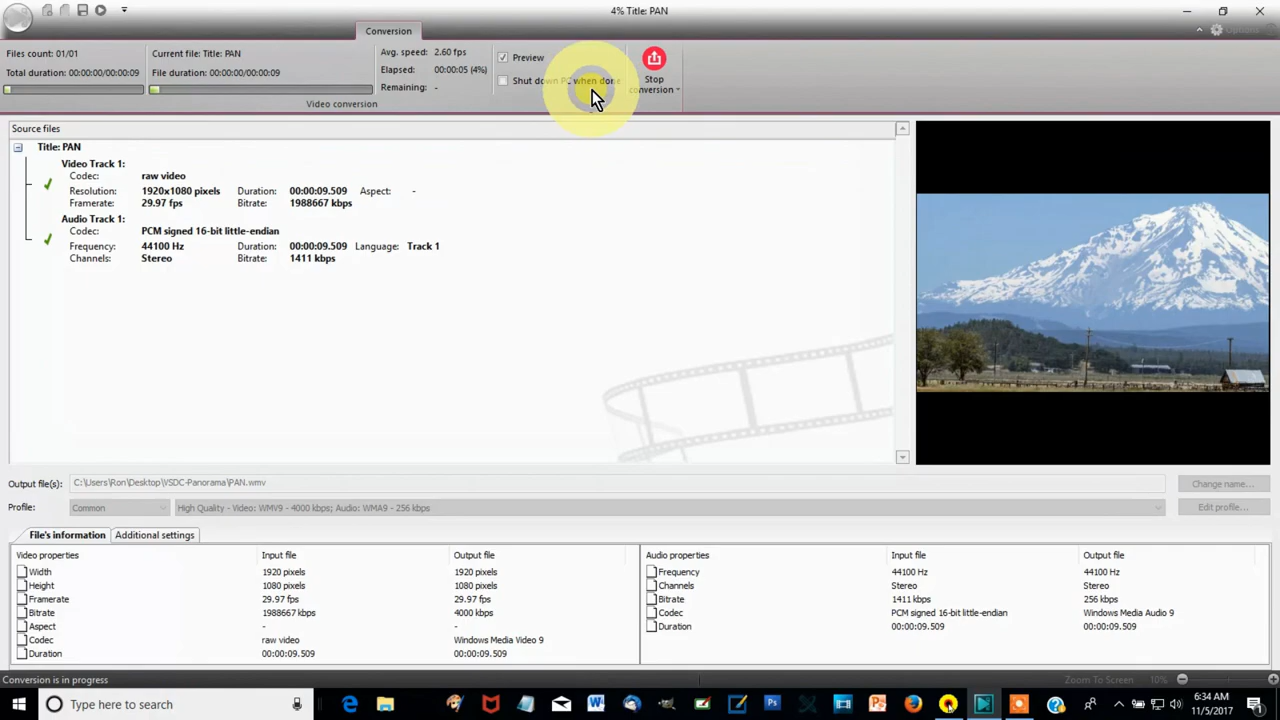 4% Title: PAN
Conversion
Options
Files count: 01/01
Total duration: 00:00:00/00:00:09
Current file: Title: PAN
File duration: 00:00:00/00:00:09
Avg. speed: 2.60 fps
Elapsed: 00:00:05 (4%)
Remaining: -
Preview
Shut down PC when done
Stop
conversion
Video conversion
Source files
Title: PAN
Video Track 1:
Codec: raw video
Resolution: 1920x1080 pixels Duration: 00:00:09.509 Aspect: -
Framerate: 29.97 fps Bitrate: 1988667 kbps
Audio Track 1:
Codec: PCM signed 16-bit little-endian
Frequency: 44100 Hz Duration: 00:00:09.509 Language: Track 1
Channels: Stereo Bitrate: 1411 kbps
Output file(s): C:\Users\Ron\Desktop\VSDC-Panorama\PAN.wmv Change name...
Profile: Common High Quality - Video: WMV9 - 4000 kbps; Audio: WMA9 - 256 kbps Edit profile...
File's information Additional settings
Video properties Input file Output file
Width 1920 pixels 1920 pixels
Height 1080 pixels 1080 pixels
Framerate 29.97 fps 29.97 fps
Bitrate 1988667 kbps 4000 kbps
Aspect - -
Codec raw video Windows Media Video 9
Duration 00:00:09.509 00:00:09.509
Audio properties Input file Output file
Frequency 44100 Hz 44100 Hz
Channels Stereo Stereo
Bitrate 1411 kbps 256 kbps
Codec PCM signed 16-bit little-endian Windows Media Audio 9
Duration 00:00:09.509 00:00:09.509
Conversion is in progress
Zoom To Screen 10%
Type here to search
6:34 AM
11/5/2017